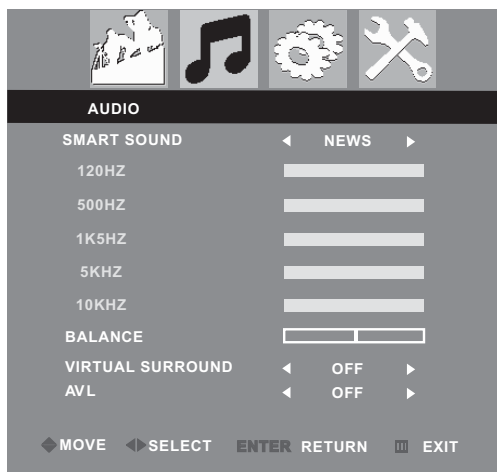 AUDIO
SMART SOUND NEWS
120HZ
500HZ
1K5HZ
5KHZ
10KHZ
BALANCE
VIRTUAL SURROUND OFF
AVL OFF
MOVE SELECT ENTER RETURN EXIT